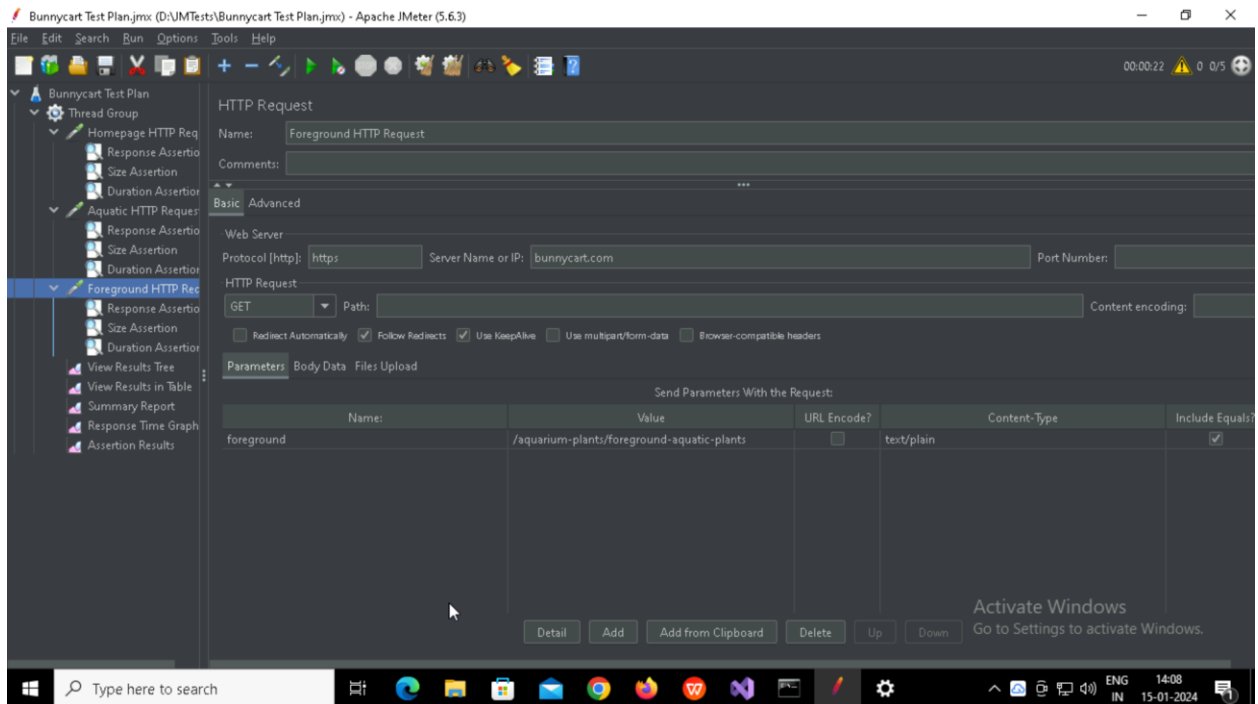 Bunnycart Test Plan.jmx (D:\JMTests\Bunnycart Test Plan.jmx) - Apache JMeter (5.6.3)
File Edit Search Run Options Tools Help
00:00:22 0 0/5
Bunnycart Test Plan
Thread Group
Homepage HTTP Req
Response Assertio
Size Assertion
Duration Assertion
Aquatic HTTP Reques
Response Assertio
Size Assertion
Duration Assertion
Foreground HTTP Rec
Response Assertio
Size Assertion
Duration Assertion
View Results Tree
View Results in Table
Summary Report
Response Time Graph
Assertion Results
HTTP Request
Name: Foreground HTTP Request
Comments:
Basic Advanced
Web Server
Protocol [http]: https Server Name or IP: bunnycart.com Port Number:
HTTP Request
GET Path: Content encoding:
Redirect Automatically Follow Redirects Use KeepAlive Use multipart/form-data Browser-compatible headers
Parameters Body Data Files Upload
Send Parameters With the Request:
Name: Value URL Encode? Content-Type Include Equals?
foreground /aquarium-plants/foreground-aquatic-plants text/plain
Detail Add Add from Clipboard Delete Up Down
Activate Windows
Go to Settings to activate Windows.
Type here to search
ENG
IN
14:08
15-01-2024
1